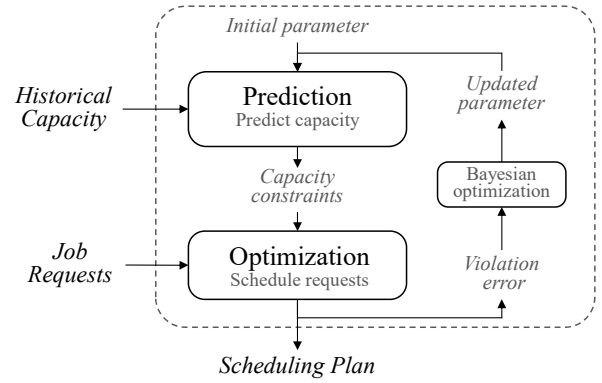 Initial parameter
Historical
Capacity
Prediction
Predict capacity
Updated
parameter
Capacity
constraints
Bayesian
optimization
Job
Requests
Optimization
Schedule requests
Violation
error
Scheduling Plan